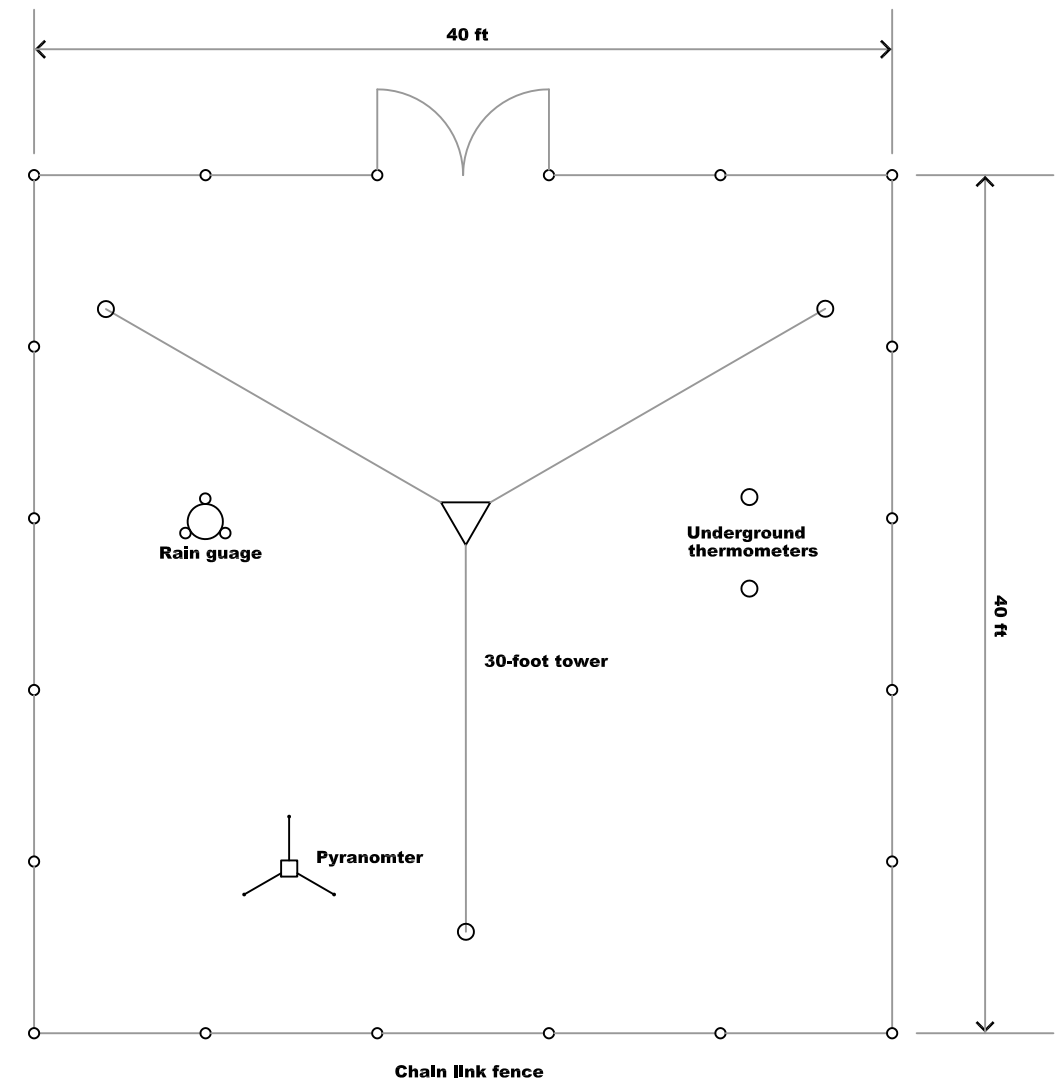 40 ft
Rain guage
Underground
thermometers
40 ft
30-foot tower
Pyranomter
Chain link fence